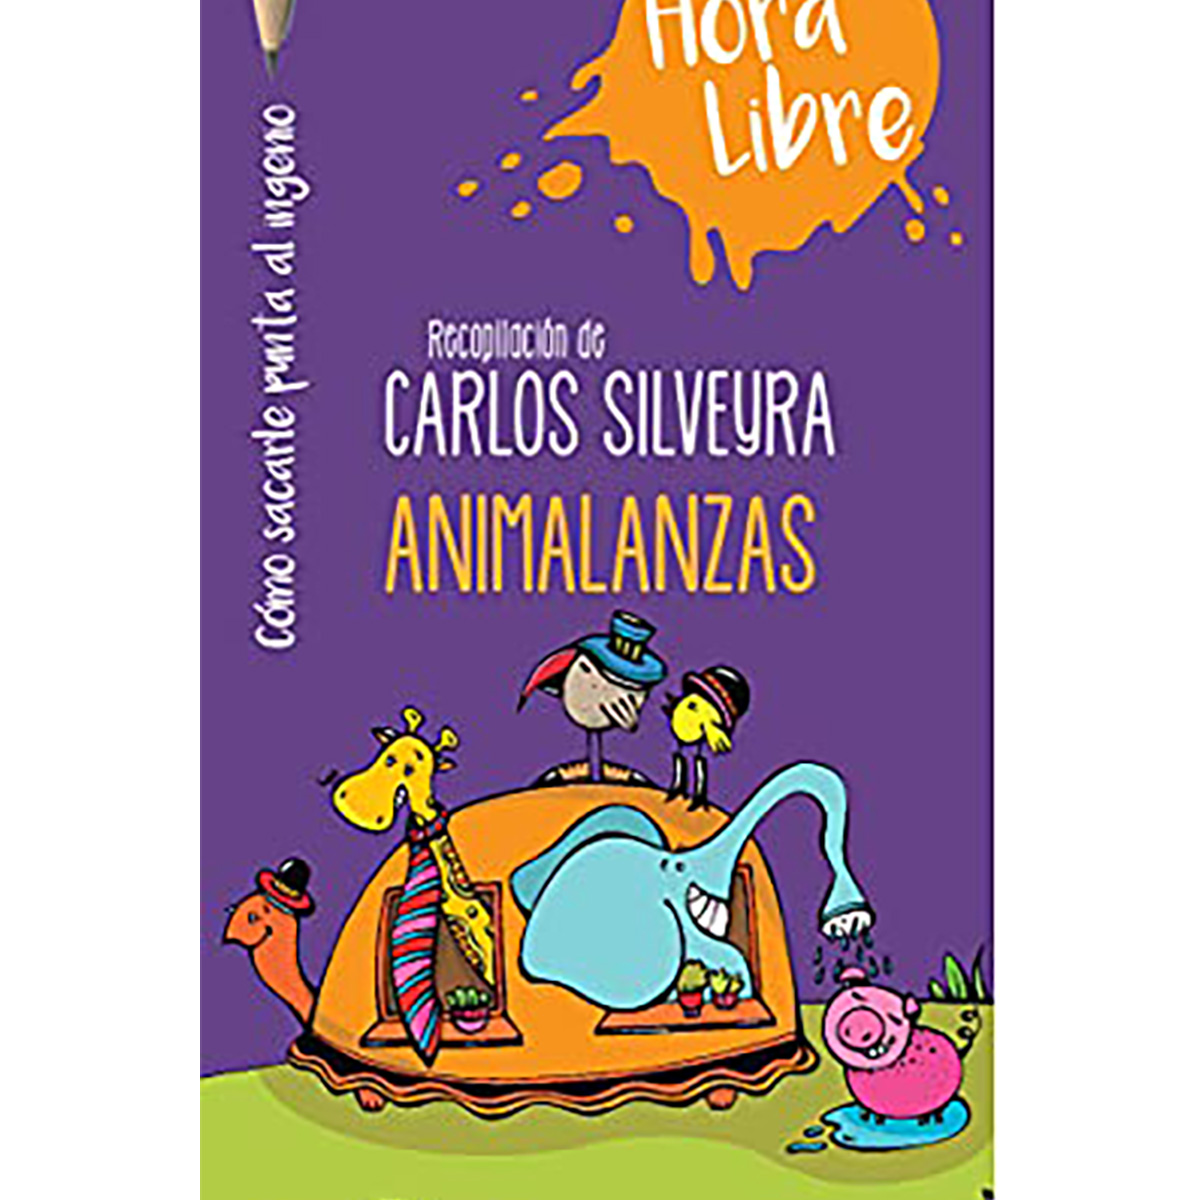 Hora
Libre
Cómo sacarle punta al ingenio
Recopilación de
CARLOS SILVEYRA
ANIMALANZAS